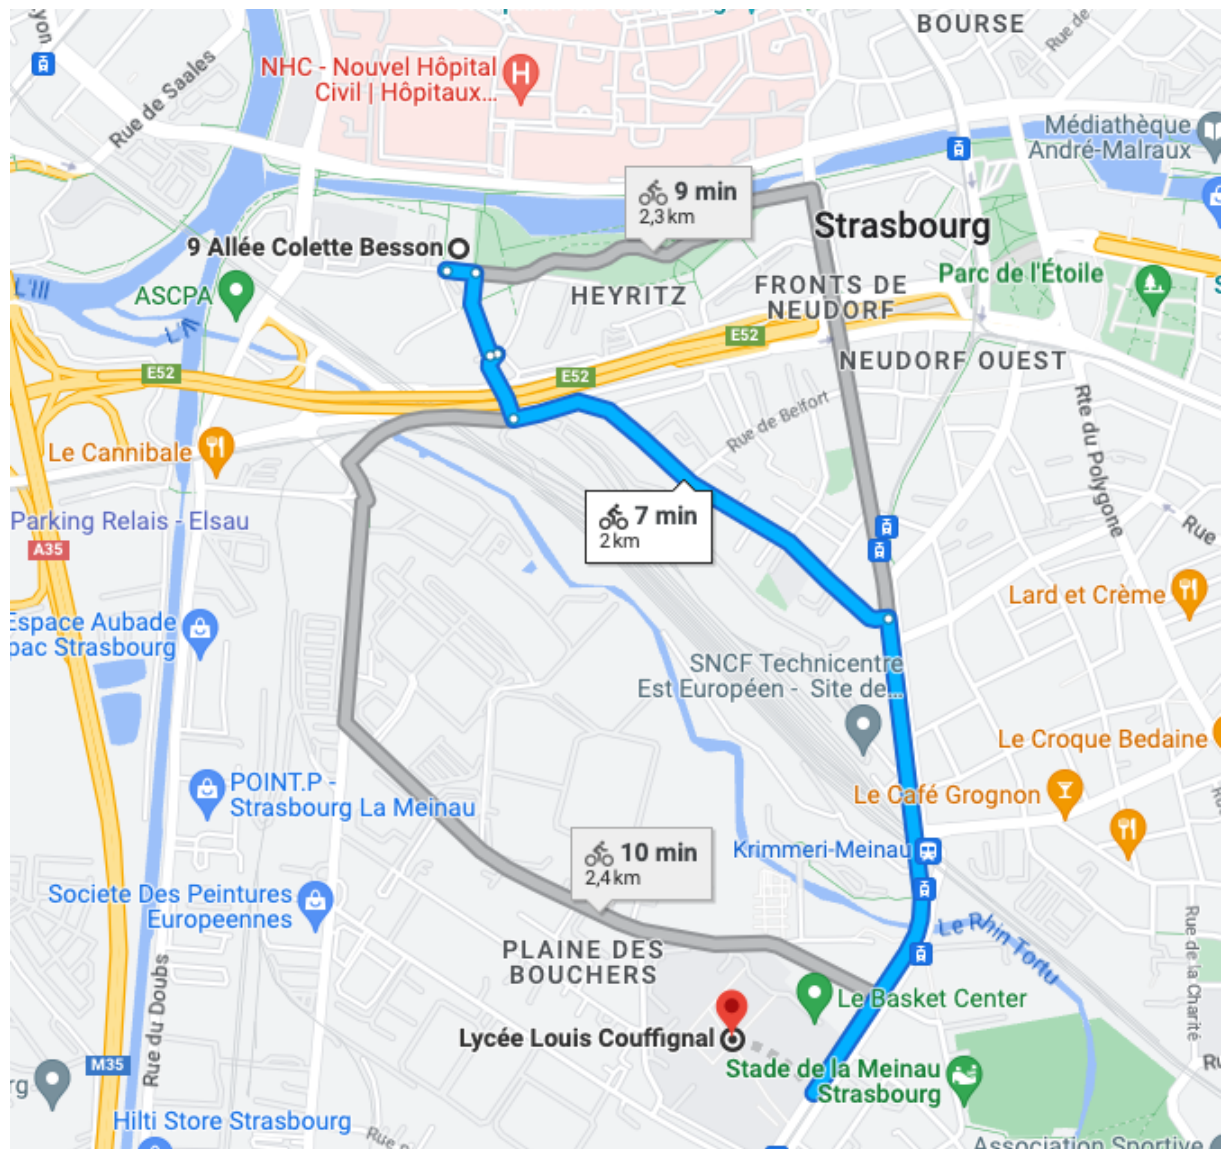 BOURSE
Rue de
yon
NHC - Nouvel Hôpital
Civil | Hôpitaux...
Rue de Saales
Médiathèque
André-Malraux
9 min
2,3 km
Strasbourg
9 Allée Colette Besson
L'Ill
ASCPA
HEYRITZ
FRONTS DE
NEUDORF
Parc de l'Étoile
S
E52
E52
E52
NEUDORF OUEST
Rue de Belfort
Rte du Polygone
Le Cannibale
Parking Relais - Elsau
A35
7 min
2 km
Rue
Lard et Crème
Espace Aubade
pac Strasbourg
SNCF Technicentre
Est Européen - Site de...
Le Croque Bedaine
POINT.P -
Strasbourg La Meinau
Le Café Grognon
10 min
2,4 km
Krimmeri-Meinau
Societe Des Peintures
Europeennes
PLAINE DES
BOUCHERS
Le Rhin Tortu
Rue de la Charité
Rue du Doubs
Le Basket Center
Lycée Louis Couffignal
M35
rg
Stade de la Meinau
Strasbourg
Ru
Hilti Store Strasbourg
Rue
Association Sportive